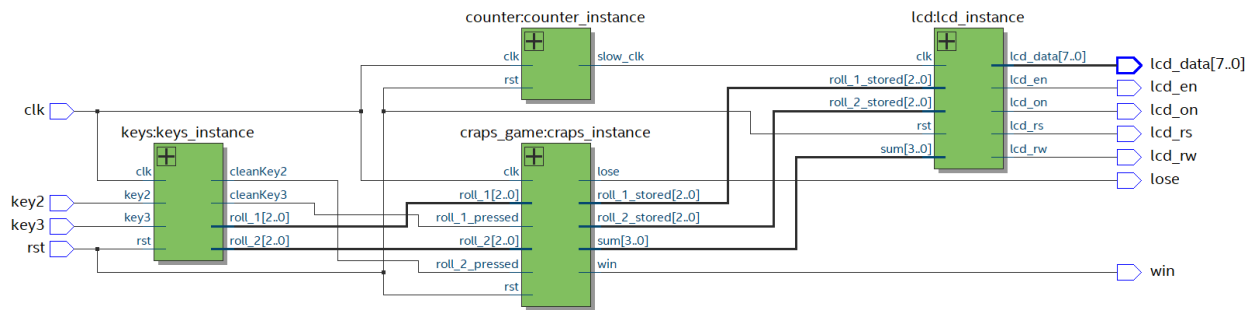 counter:counter_instance
clk
slow_clk
rst
lcd:lcd_instance
clk
lcd_data[7..0]
roll_1_stored[2..0]
lcd_en
roll_2_stored[2..0]
lcd_on
rst
lcd_rs
sum[3..0]
lcd_rw
lcd_data[7..0]
lcd_en
lcd_on
lcd_rs
lcd_rw
lose
win
clk
key2
key3
rst
keys:keys_instance
clk
cleanKey2
key2
cleanKey3
key3
roll_1[2..0]
rst
roll_2[2..0]
craps_game:craps_instance
clk
lose
roll_1[2..0]
roll_1_stored[2..0]
roll_1_pressed
roll_2_stored[2..0]
roll_2[2..0]
sum[3..0]
roll_2_pressed
win
rst